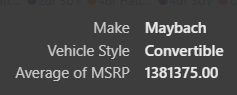 Make Maybach
Vehicle Style Convertible
Average of MSRP 1381375.00